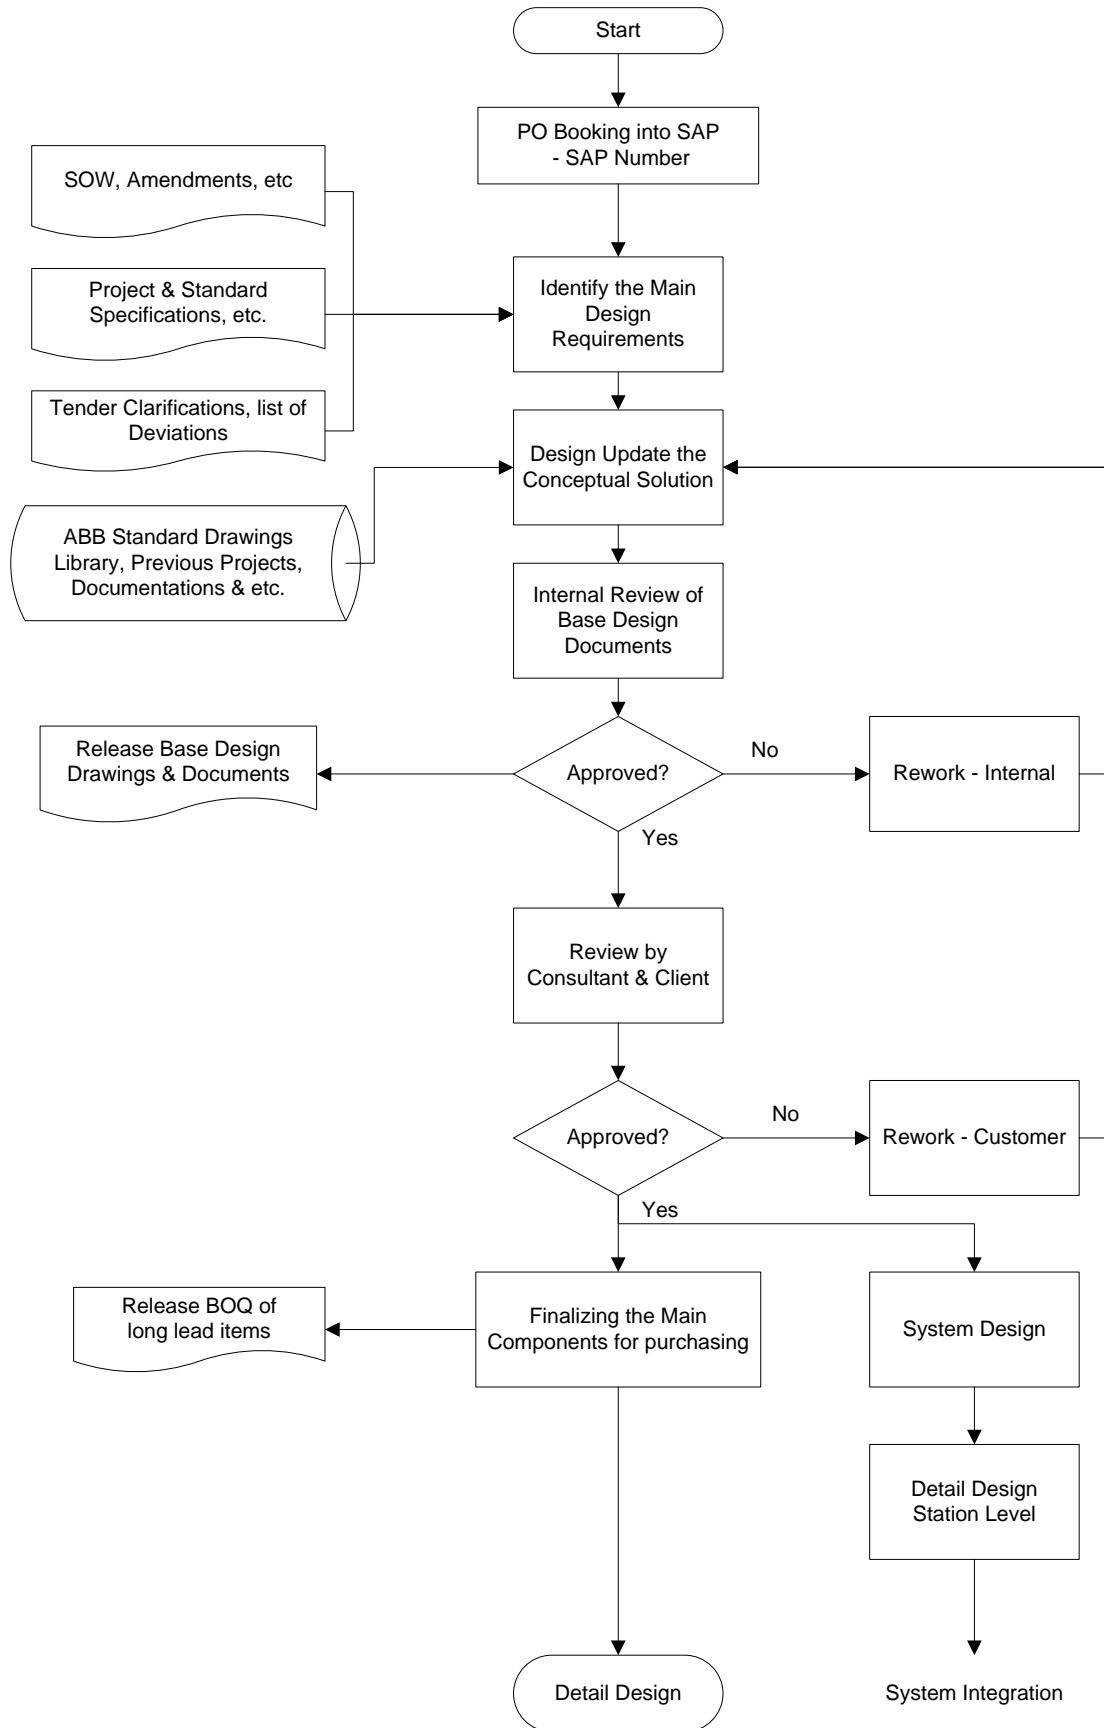 Start
PO Booking into SAP
- SAP Number
SOW, Amendments, etc
Project & Standard
Specifications, etc.
Identify the Main
Design
Requirements
Tender Clarifications, list of
Deviations
Design Update the
Conceptual Solution
ABB Standard Drawings
Library, Previous Projects,
Documentations & etc.
Internal Review of
Base Design
Documents
Release Base Design
Drawings & Documents
Approved?
No
Rework - Internal
Yes
Review by
Consultant & Client
Approved?
No
Rework - Customer
Yes
Release BOQ of
long lead items
Finalizing the Main
Components for purchasing
System Design
Detail Design
Station Level
Detail Design
System Integration